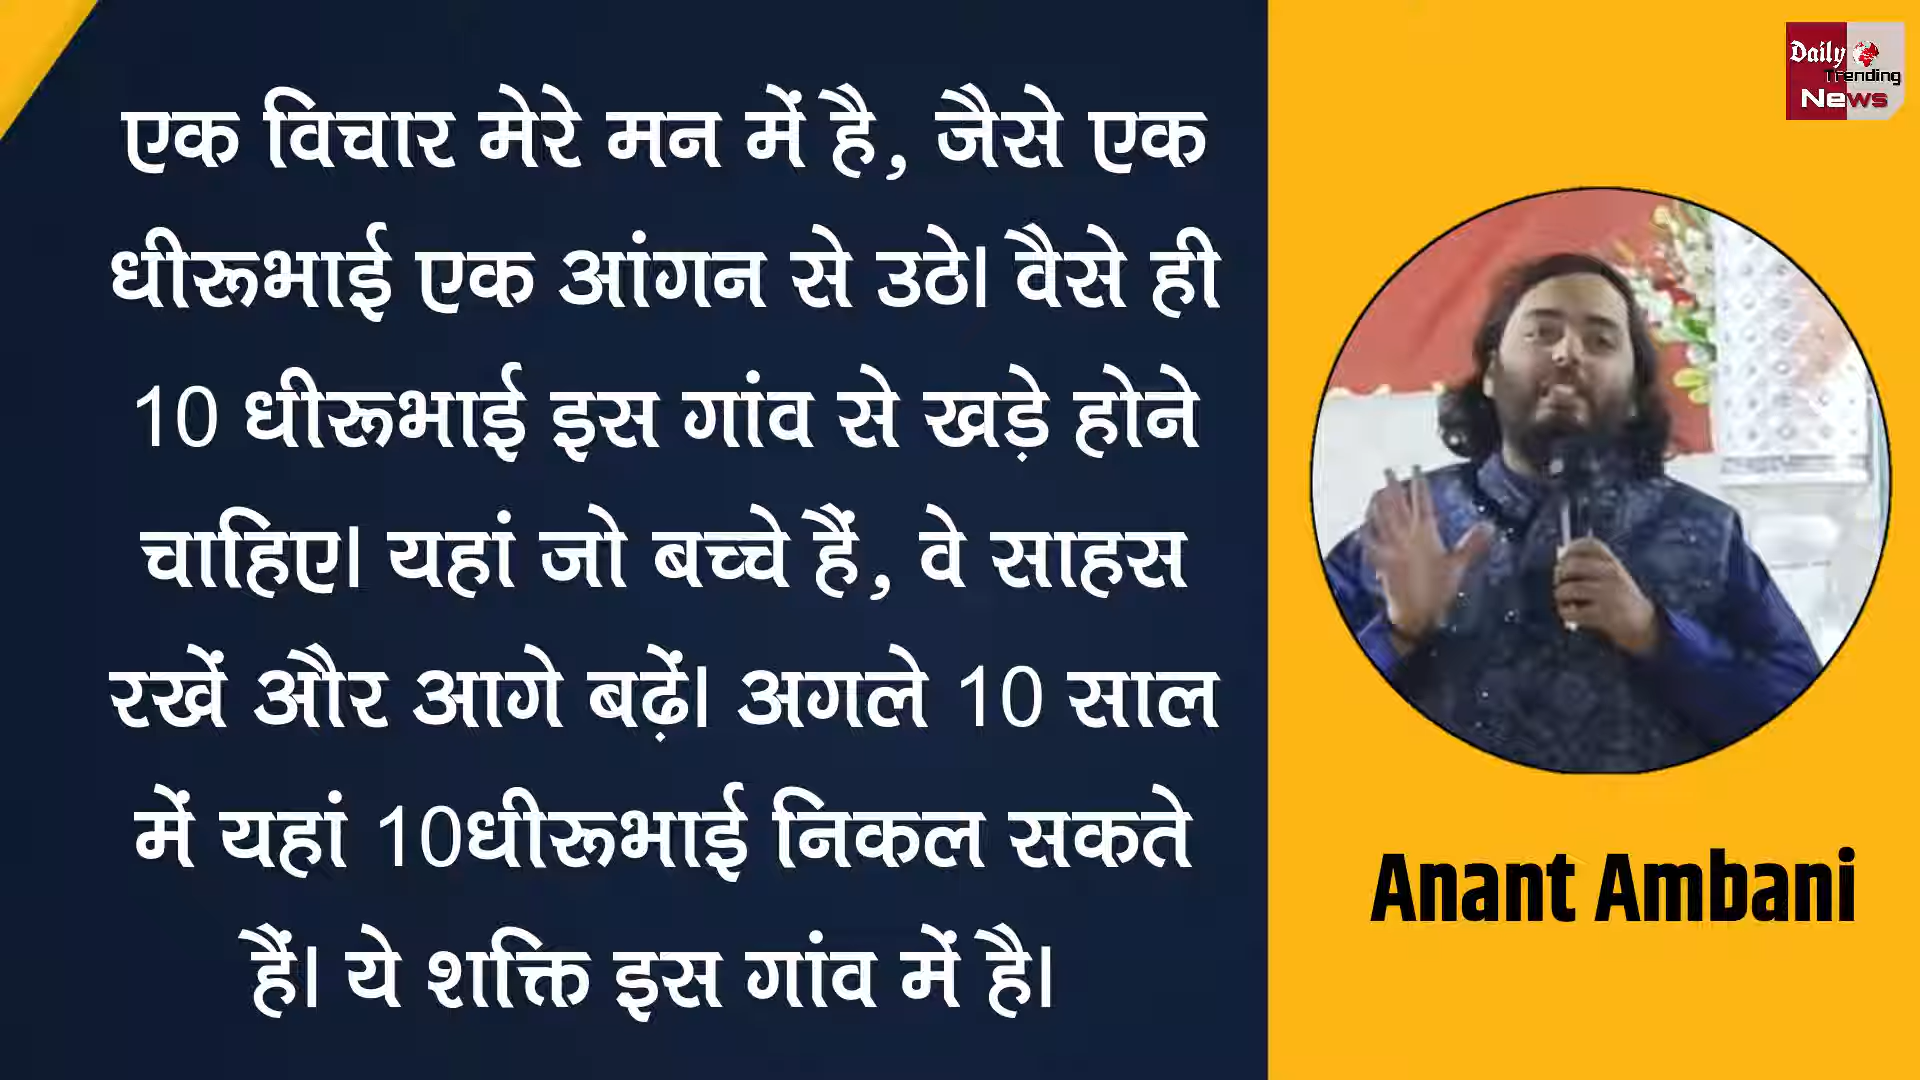 एक विचार मेरे मन में है, जैसे एक
धीरूभाई एक आंगन से उठे। वैसे ही
10 धीरूभाई इस गांव से खड़े होने
चाहिए। यहां जो बच्चे हैं, वे साहस
रखें और आगे बढ़ें। अगले 10 साल
में यहां 10धीरूभाई निकल सकते
हैं। ये शक्ति इस गांव में है।
Daily
Trending
News
Anant Ambani